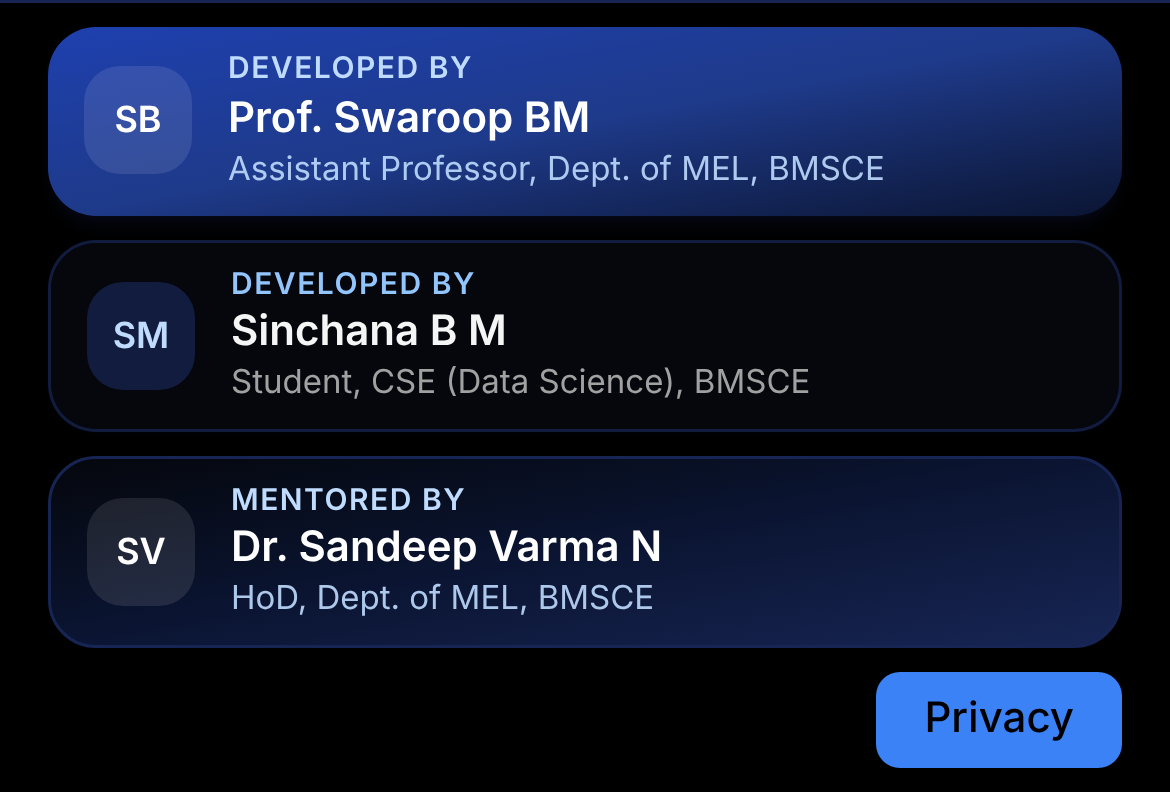 SB
DEVELOPED BY
Prof. Swaroop BM
Assistant Professor, Dept. of MEL, BMSCE
SM
DEVELOPED BY
Sinchana B M
Student, CSE (Data Science), BMSCE
SV
MENTORED BY
Dr. Sandeep Varma N
HoD, Dept. of MEL, BMSCE
Privacy